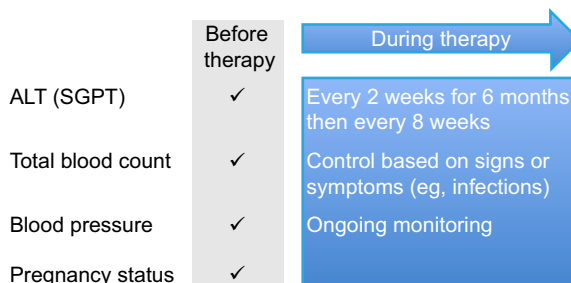 Before therapy
During therapy
ALT (SGPT) ✓ Every 2 weeks for 6 months
then every 8 weeks
Total blood count ✓ Control based on signs or
symptoms (eg, infections)
Blood pressure ✓ Ongoing monitoring
Pregnancy status ✓